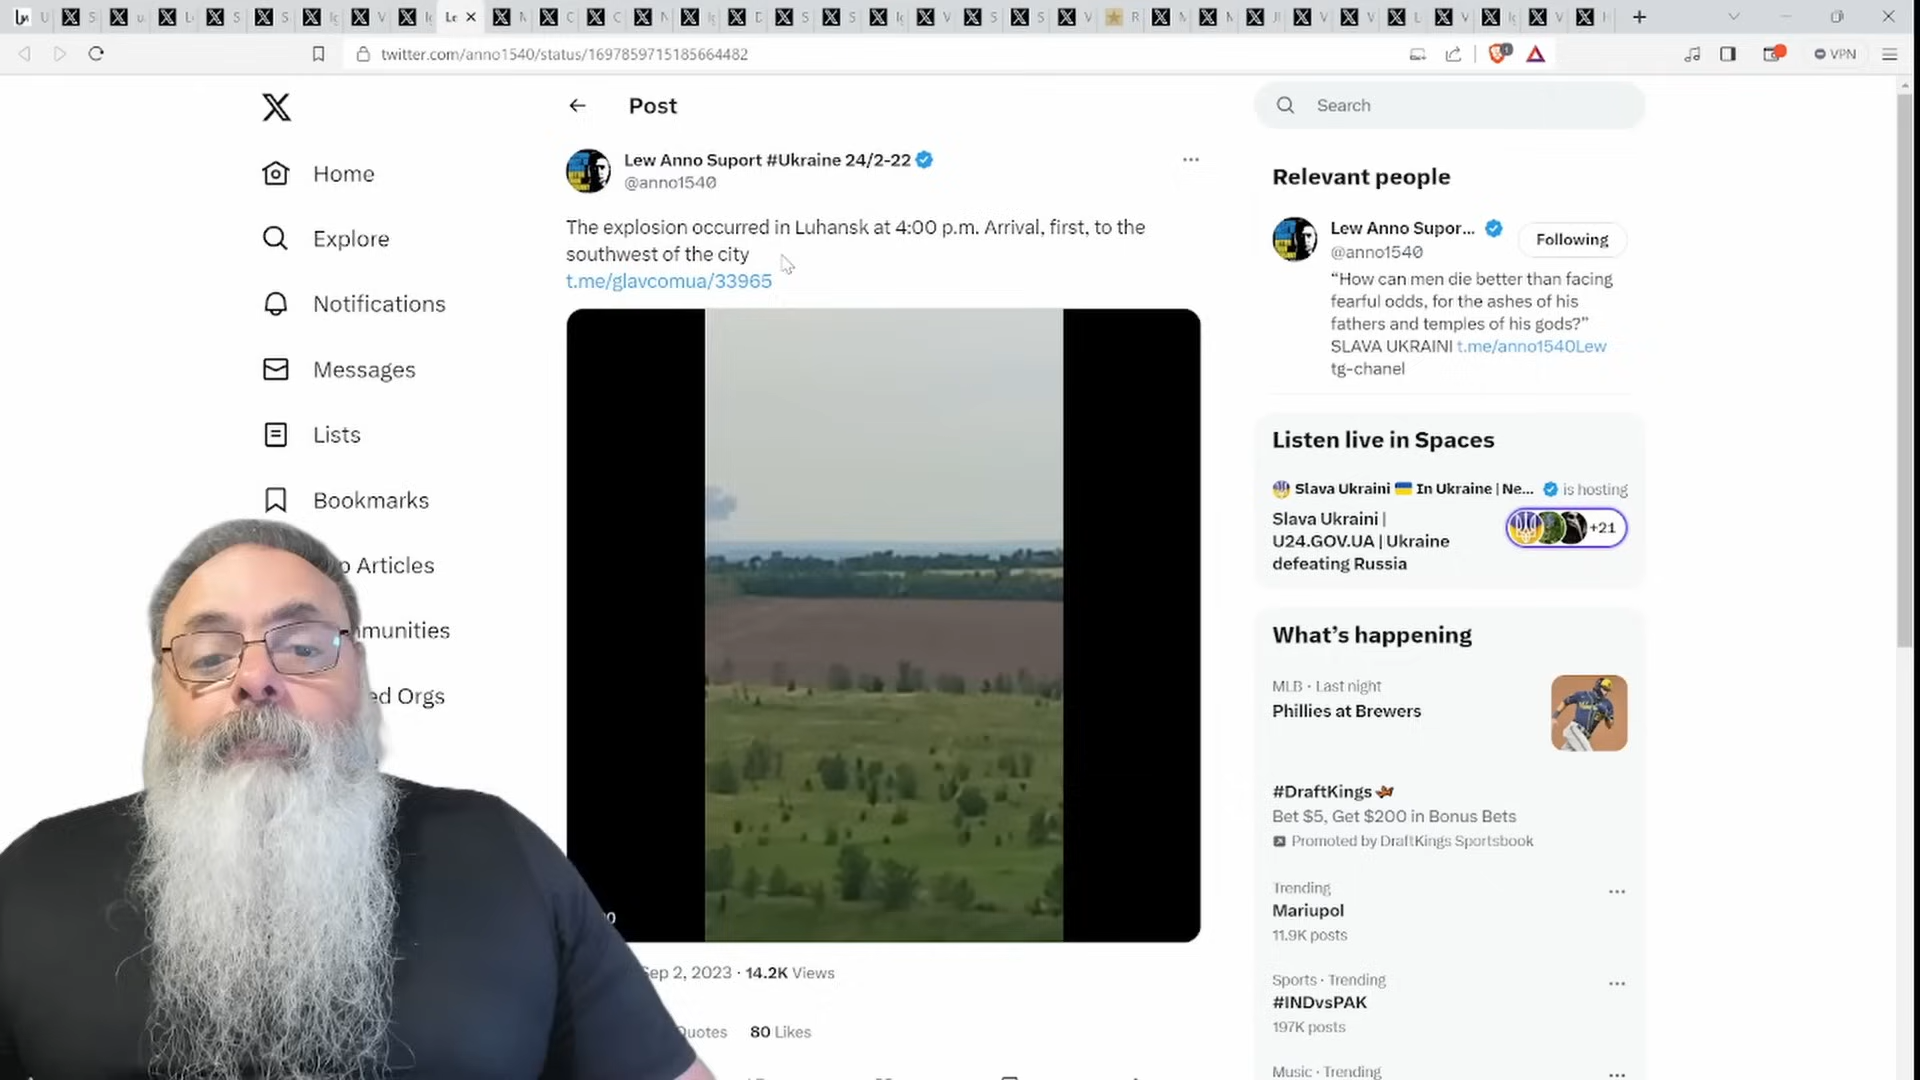 twitter.com/anno1540/status/1697859715185664482
VPN
Home
Explore
Notifications
Messages
Lists
Bookmarks
Articles
Post
Lew Anno Suport #Ukraine 24/2-22
@anno1540
The explosion occurred in Luhansk at 4:00 p.m. Arrival, first, to the
southwest of the city
t.me/glavcomua/33965
Sep 2, 2023 · 14.2K Views
Quotes 80 Likes
Search
Relevant people
Lew Anno Supor...
@anno1540
Following
“How can men die better than facing
fearful odds, for the ashes of his
fathers and temples of his gods?”
SLAVA UKRAINI t.me/anno1540Lew
tg-chanel
Listen live in Spaces
Slava Ukraini In Ukraine | Ne... is hosting
Slava Ukraini |
U24.GOV.UA | Ukraine
defeating Russia
+21
What’s happening
MLB · Last night
Phillies at Brewers
#DraftKings
Bet $5, Get $200 in Bonus Bets
Promoted by DraftKings Sportsbook
Trending
Mariupol
11.9K posts
Sports · Trending
#INDvsPAK
197K posts
Music · Trending